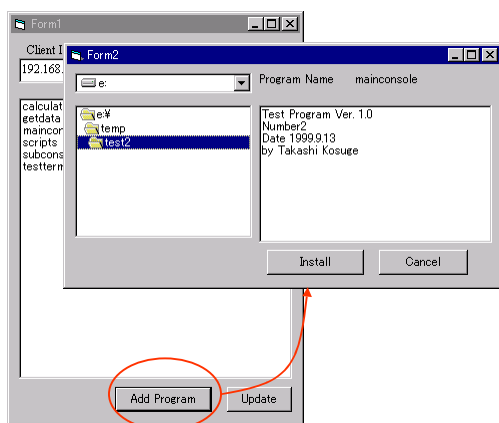 Form1
Client I
192.168.
calculat
getdata
maincor
scripts
subcons
testterm
Add Program
Update
Form2
e:
Program Name mainconsole
e:¥
temp
test2
Test Program Ver. 1.0
Number2
Date 1999.9.13
by Takashi Kosuge
Install
Cancel